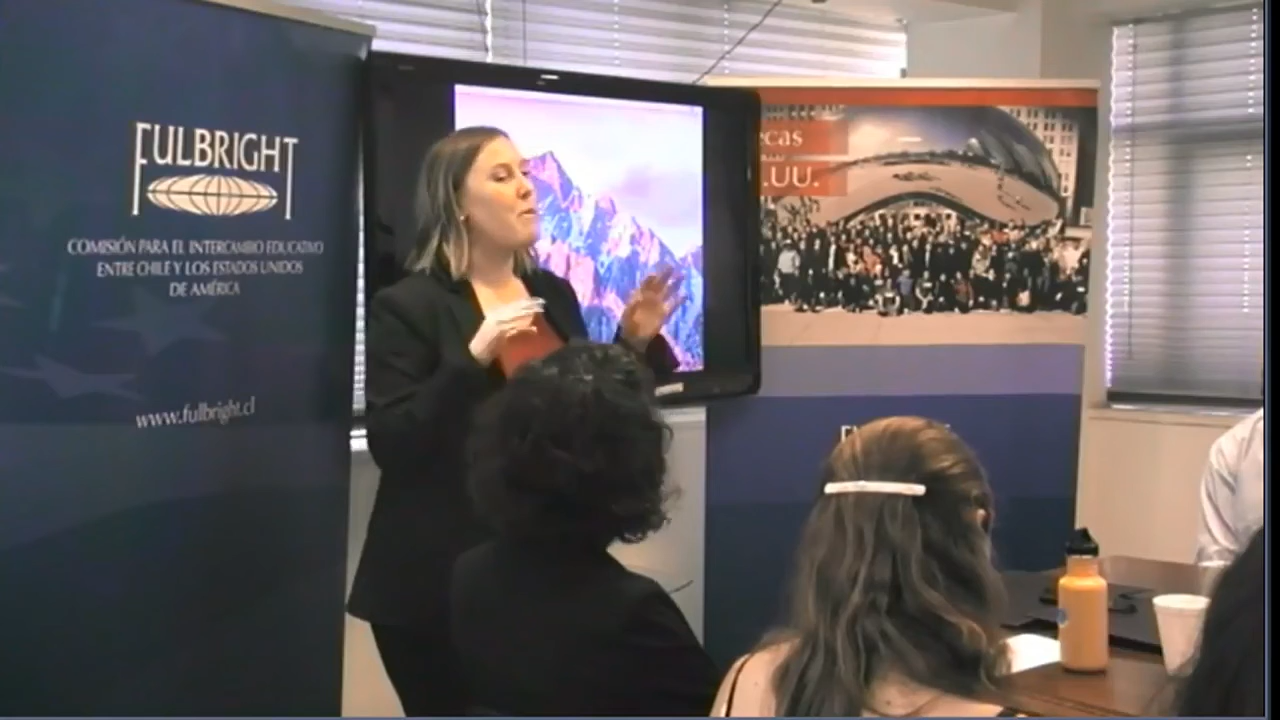 FULBRIGHT
COMISIÓN PARA EL INTERCAMBIO EDUCATIVO
ENTRE CHILE Y LOS ESTADOS UNIDOS
DE AMÉRICA
www.fulbright.cl
ecas
.UU.